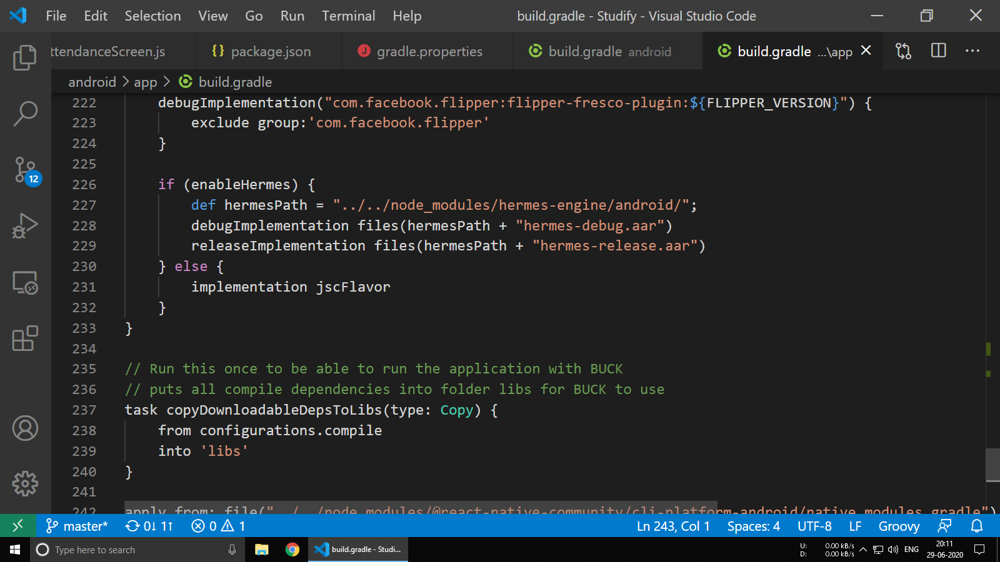 File Edit Selection View Go Run Terminal Help build.gradle - Studify - Visual Studio Code
ttendanceScreen.js {} package.json J gradle.properties build.gradle android build.gradle ...\app
android > app > build.gradle
222 debugImplementation("com.facebook.flipper:flipper-fresco-plugin:${FLIPPER_VERSION}") {
223 exclude group:'com.facebook.flipper'
224 }
225
226 if (enableHermes) {
227 def hermesPath = "../../node_modules/hermes-engine/android/";
228 debugImplementation files(hermesPath + "hermes-debug.aar")
229 releaseImplementation files(hermesPath + "hermes-release.aar")
230 } else {
231 implementation jscFlavor
232 }
233 }
234
235 // Run this once to be able to run the application with BUCK
236 // puts all compile dependencies into folder libs for BUCK to use
237 task copyDownloadableDepsToLibs(type: Copy) {
238 from configurations.compile
239 into 'libs'
240 }
241
242 apply from: file("../../node_modules/@react-native-community/cli-platform-android/native_modules.gradle")
12
master* 0↓ 1↑ 0 1 Ln 243, Col 1 Spaces: 4 UTF-8 LF Groovy
Type here to search build.gradle - Studi... U: 0.00 kB/s ENG 20:11
D: 0.00 kB/s 29-06-2020